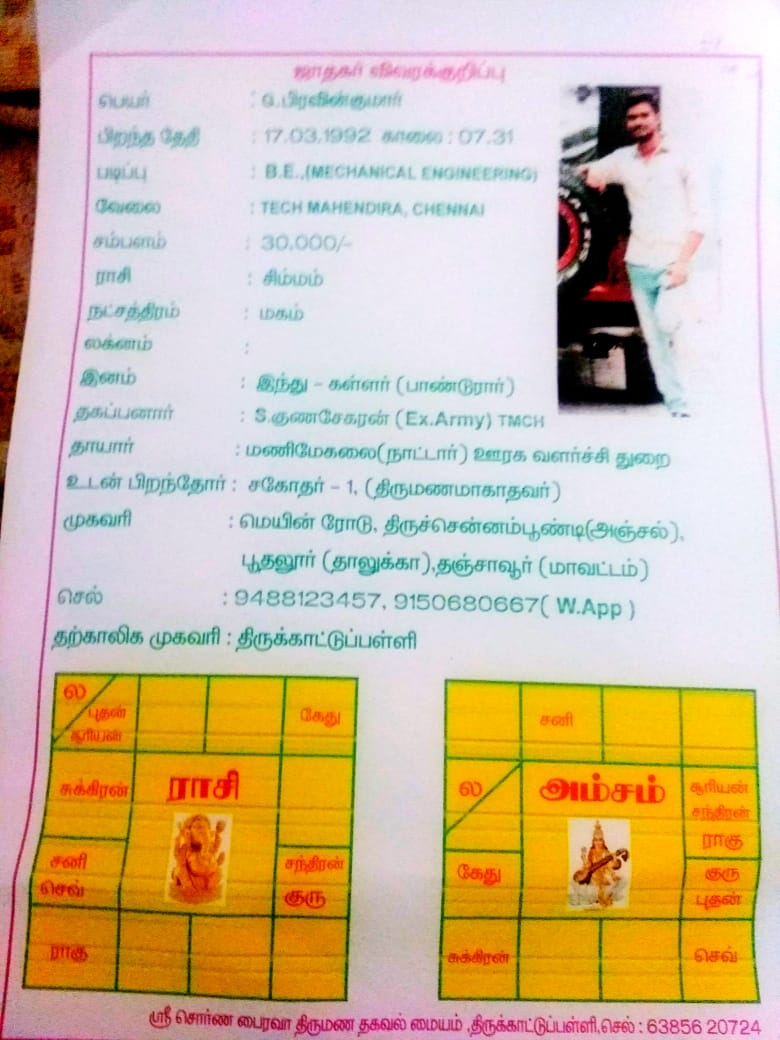 ஜாதகர் விவரக்குறிப்பு
பெயர் : G.பிரவின்குமார்
பிறந்த தேதி : 17.03.1992 காலை : 07.31
படிப்பு : B.E.,(MECHANICAL ENGINEERING)
வேலை : TECH MAHENDIRA, CHENNAI
சம்பளம் : 30,000/-
ராசி : சிம்மம்
நட்சத்திரம் : மகம்
லக்னம் :
இனம் : இந்து – கள்ளர் (பாண்டுரார்)
தகப்பனார் : S.குணசேகரன் (Ex.Army) TMCH
தாயார் : மணிமேகலை(நாட்டார்) ஊரக வளர்ச்சி துறை
உடன் பிறந்தோர் : சகோதர் – 1, (திருமணமாகாதவர்)
முகவரி : மெயின் ரோடு, திருச்சென்னம்பூண்டி(அஞ்சல்),
பூதலூர் (தாலுக்கா),தஞ்சாவூர் (மாவட்டம்)
செல் : 9488123457, 9150680667( W.App )
தற்காலிக முகவரி : திருக்காட்டுப்பள்ளி
ல
புதன்
சூரியன்
கேது
சுக்கிரன்
ராசி
சனி
செவ்
சந்திரன்
குரு
ராகு
சனி
ல
அம்சம்
சூரியன்
சந்திரன்
ராகு
கேது
குரு
புதன்
சுக்கிரன்
செவ்
ஸ்ரீ சொர்ண பைரவா திருமண தகவல் மையம் ,திருக்காட்டுப்பள்ளி,செல் : 63856 20724